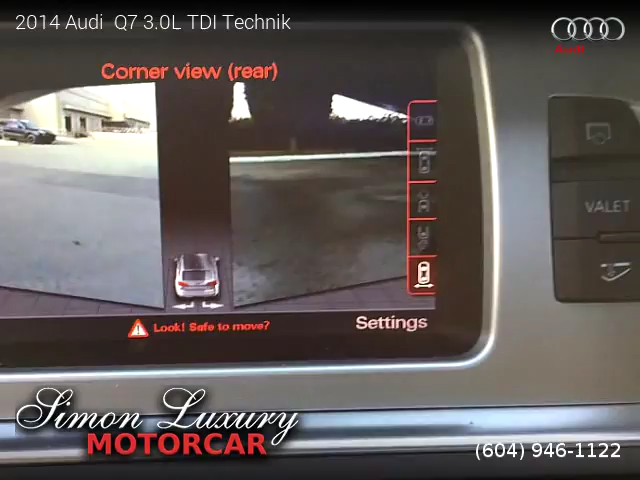 2014 Audi Q7 3.0L TDI Technik
Audi
Corner view (rear)
VALET
Look! Safe to move?
Settings
Simon Luxury
MOTORCAR
(604) 946-1122